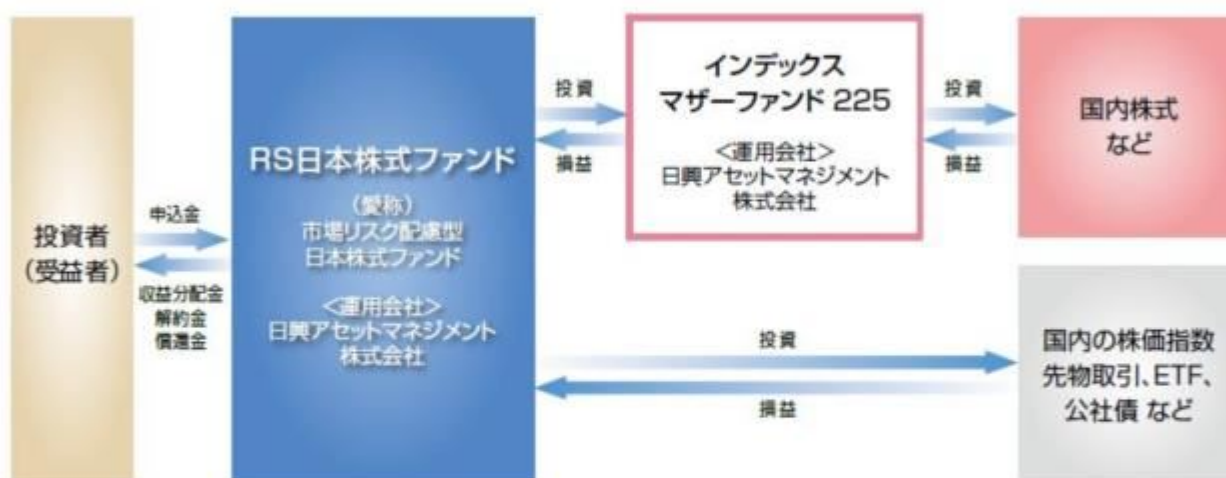 投資者
（受益者）
申込金
収益分配金
解約金
償還金
RS日本株式ファンド
（愛称）
市場リスク配慮型
日本株式ファンド
＜運用会社＞
日興アセットマネジメント
株式会社
投資
損益
インデックス
マザーファンド 225
＜運用会社＞
日興アセットマネジメント
株式会社
投資
損益
国内株式
など
投資
損益
国内の株価指数
先物取引、ETF、
公社債 など